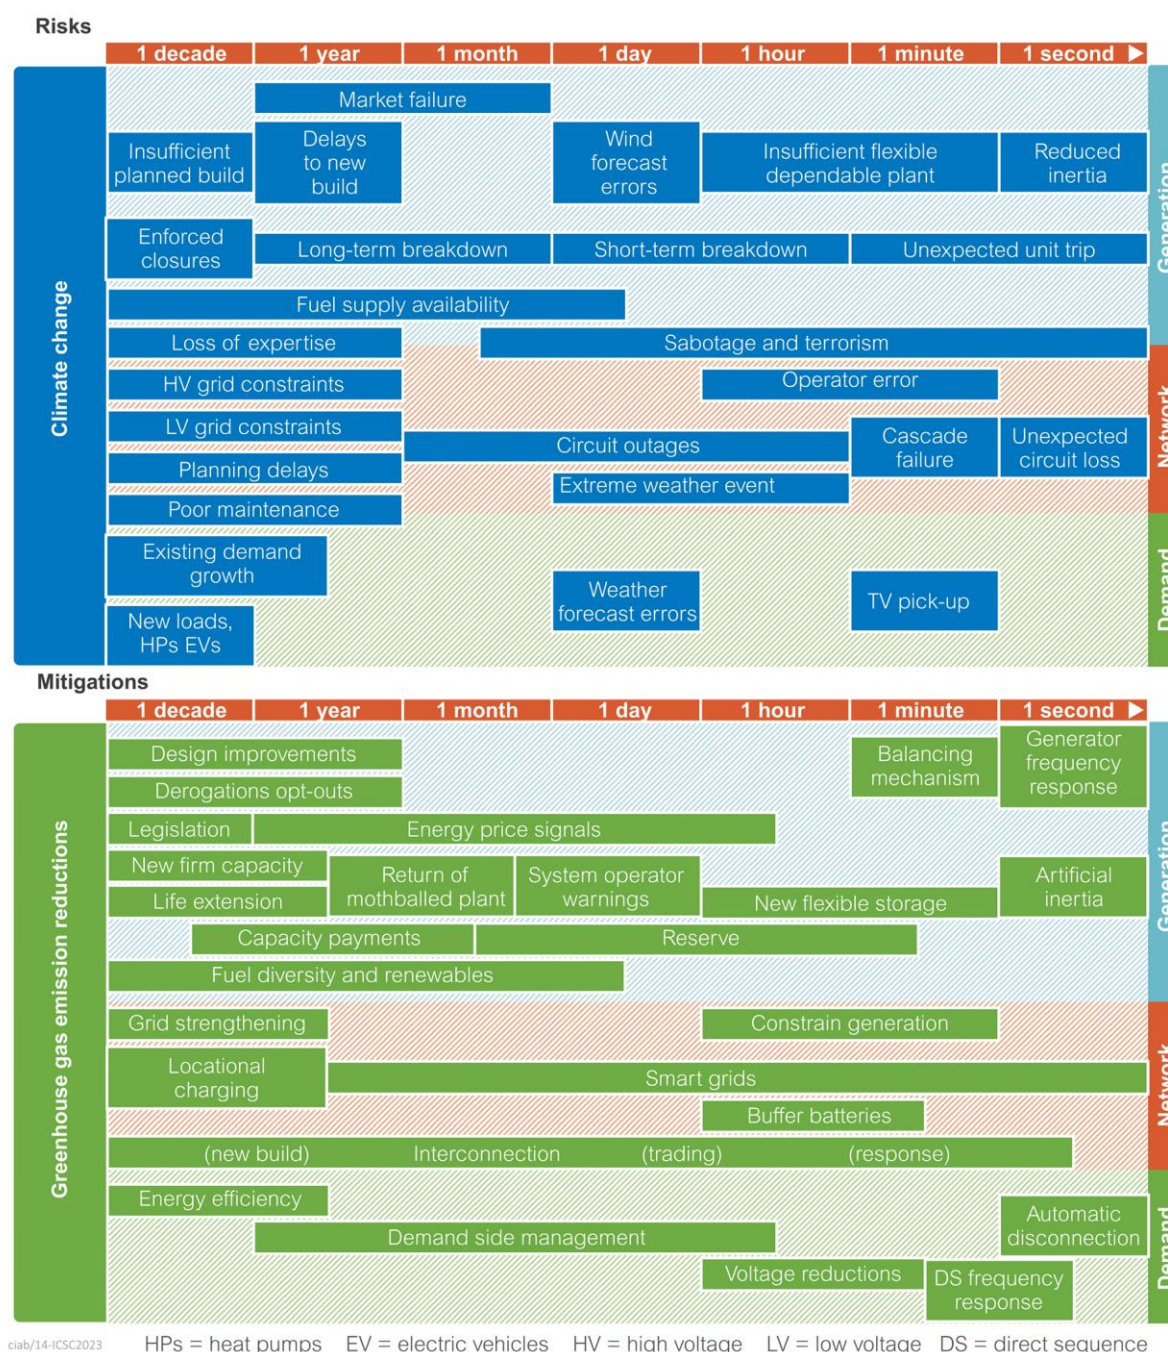 Risks
1 decade
1 year
1 month
1 day
1 hour
1 minute
1 second
Climate change
Generation
Market failure
Insufficient
planned build
Delays
to new
build
Wind
forecast
errors
Insufficient flexible
dependable plant
Reduced
inertia
Enforced
closures
Long-term breakdown
Short-term breakdown
Unexpected unit trip
Fuel supply availability
Loss of expertise
Sabotage and terrorism
Network
HV grid constraints
Operator error
LV grid constraints
Circuit outages
Cascade
failure
Unexpected
circuit loss
Planning delays
Extreme weather event
Poor maintenance
Demand
Existing demand
growth
Weather
forecast errors
TV pick-up
New loads,
HPs EVs
Mitigations
1 decade
1 year
1 month
1 day
1 hour
1 minute
1 second
Greenhouse gas emission reductions
Generation
Design improvements
Balancing
mechanism
Generator
frequency
response
Derogations opt-outs
Legislation
Energy price signals
New firm capacity
Return of
mothballed plant
System operator
warnings
Artificial
inertia
Life extension
New flexible storage
Capacity payments
Reserve
Fuel diversity and renewables
Network
Grid strengthening
Constrain generation
Locational
charging
Smart grids
Buffer batteries
(new build) Interconnection (trading) (response)
Demand
Energy efficiency
Automatic
disconnection
Demand side management
Voltage reductions
DS frequency
response
ciab/14-ICSC2023
HPs = heat pumps EV = electric vehicles HV = high voltage LV = low voltage DS = direct sequence